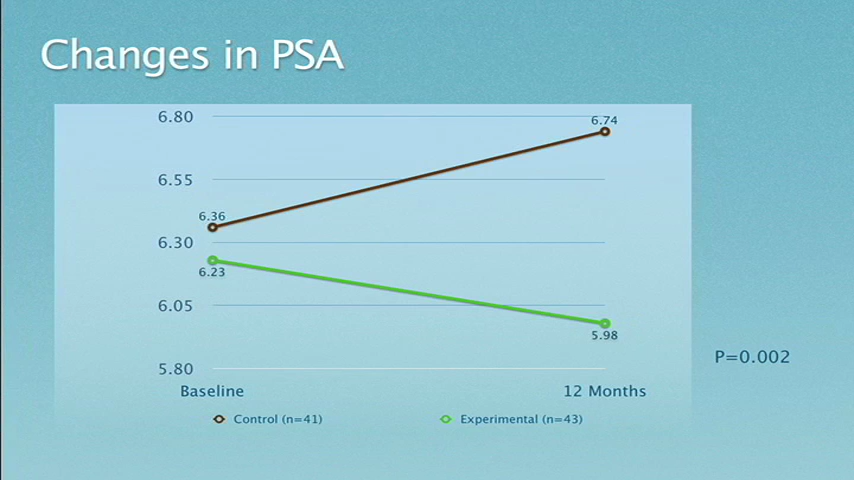 Changes in PSA
6.80
6.74
6.55
6.36
6.30
6.23
6.05
5.98
5.80
P=0.002
Baseline 12 Months
Control (n=41) Experimental (n=43)